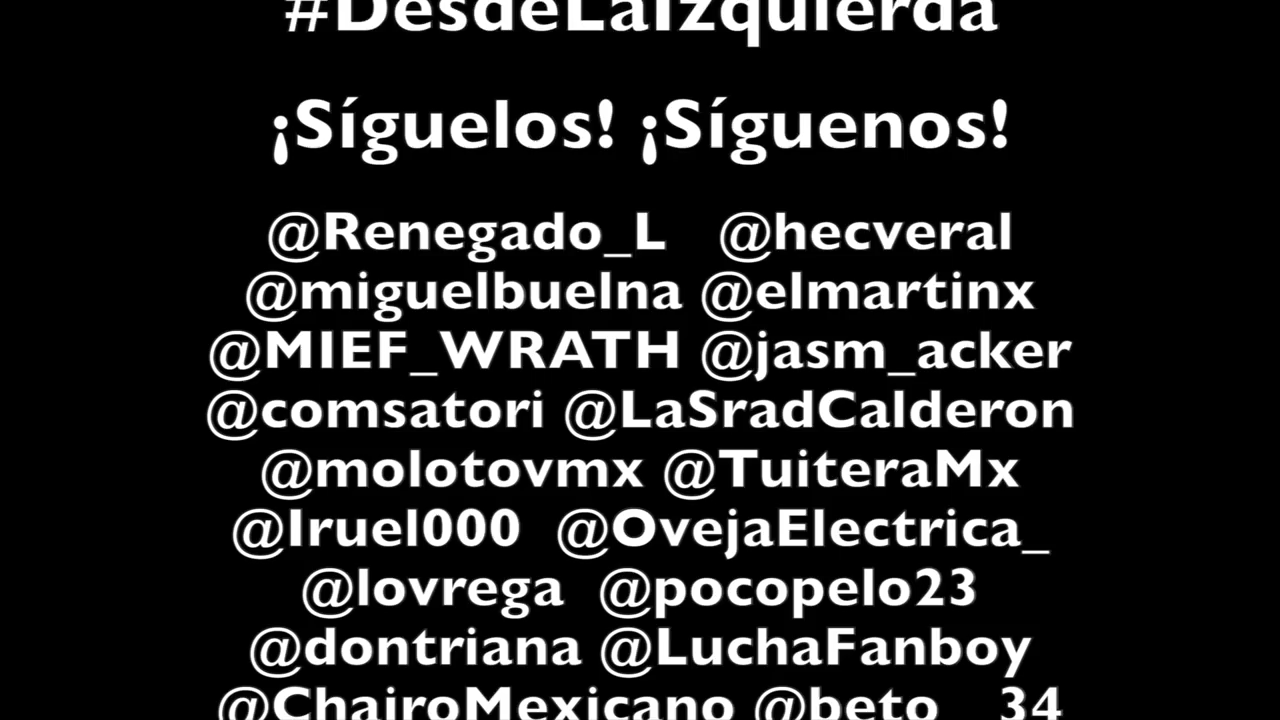 #DesdeLaIzquierda
¡Síguelos! ¡Síguenos!
@Renegado_L @hecveral
@miguelbuelna @elmartinx
@MIEF_WRATH @jasm_acker
@comsatori @LaSradCalderon
@molotovmx @TuiteraMx
@Iruel000 @OvejaElectrica_
@lovrega @pocopelo23
@dontriana @LuchaFanboy
@ChairoMexicano @beto__34